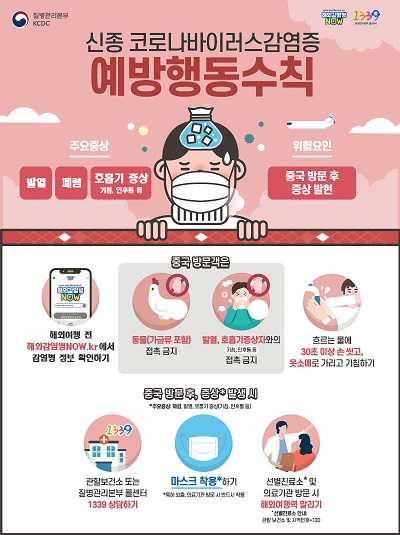 질병관리본부
KCDC
해외감염병
NOW
1339
신종 코로나바이러스감염증
예방행동수칙
주요증상
발열
폐렴
호흡기 증상
기침, 인후통 등
위험요인
중국 방문 후
증상 발현
중국 방문객은
해외감염병
NOW
해외여행 전
해외감염병NOW.kr에서
감염병 정보 확인하기
동물(가금류 포함)
접촉 금지
발열, 호흡기증상자와의
기침, 인후통 등
접촉 금지
흐르는 물에
30초 이상 손 씻고,
옷소매로 가리고 기침하기
중국 방문 후, 증상* 발생 시
*주요증상: 폐렴, 발열, 호흡기 증상(기침, 인후통 등)
1339
관할보건소 또는
질병관리본부 콜센터
1339 상담하기
마스크 착용*하기
*특히 외출, 의료기관 방문 시 반드시 착용
선별진료소* 및
의료기관 방문 시
해외여행력 알리기
*선별진료소 안내:
관할 보건소 및 지역번호+120